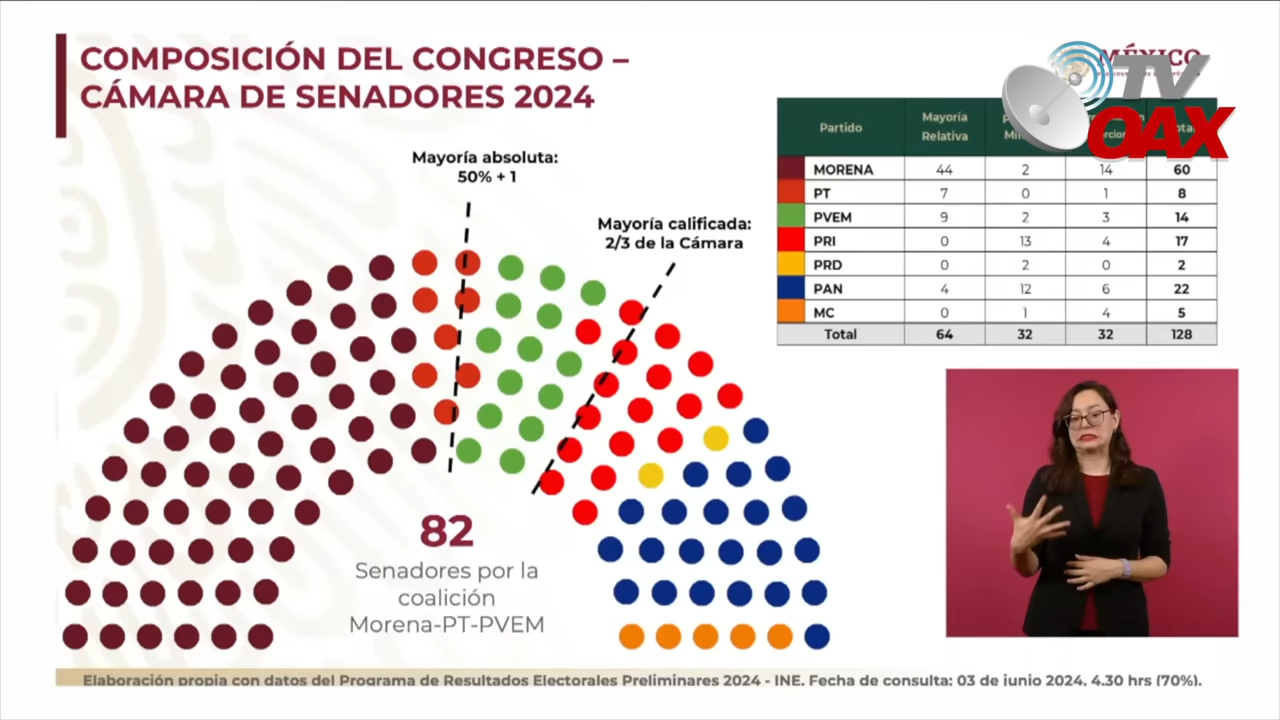 COMPOSICIÓN DEL CONGRESO –
CÁMARA DE SENADORES 2024
MÉXICO
TV
OAX
Mayoría absoluta:
50% + 1
Mayoría calificada:
2/3 de la Cámara
Partido Mayoría Relativa
MORENA 44 2 14 60
PT 7 0 1 8
PVEM 9 2 3 14
PRI 0 13 4 17
PRD 0 2 0 2
PAN 4 12 6 22
MC 0 1 4 5
Total 64 32 32 128
82
Senadores por la
coalición
Morena-PT-PVEM
Elaboración propia con datos del Programa de Resultados Electorales Preliminares 2024 - INE. Fecha de consulta: 03 de junio 2024, 4.30 hrs (70%).